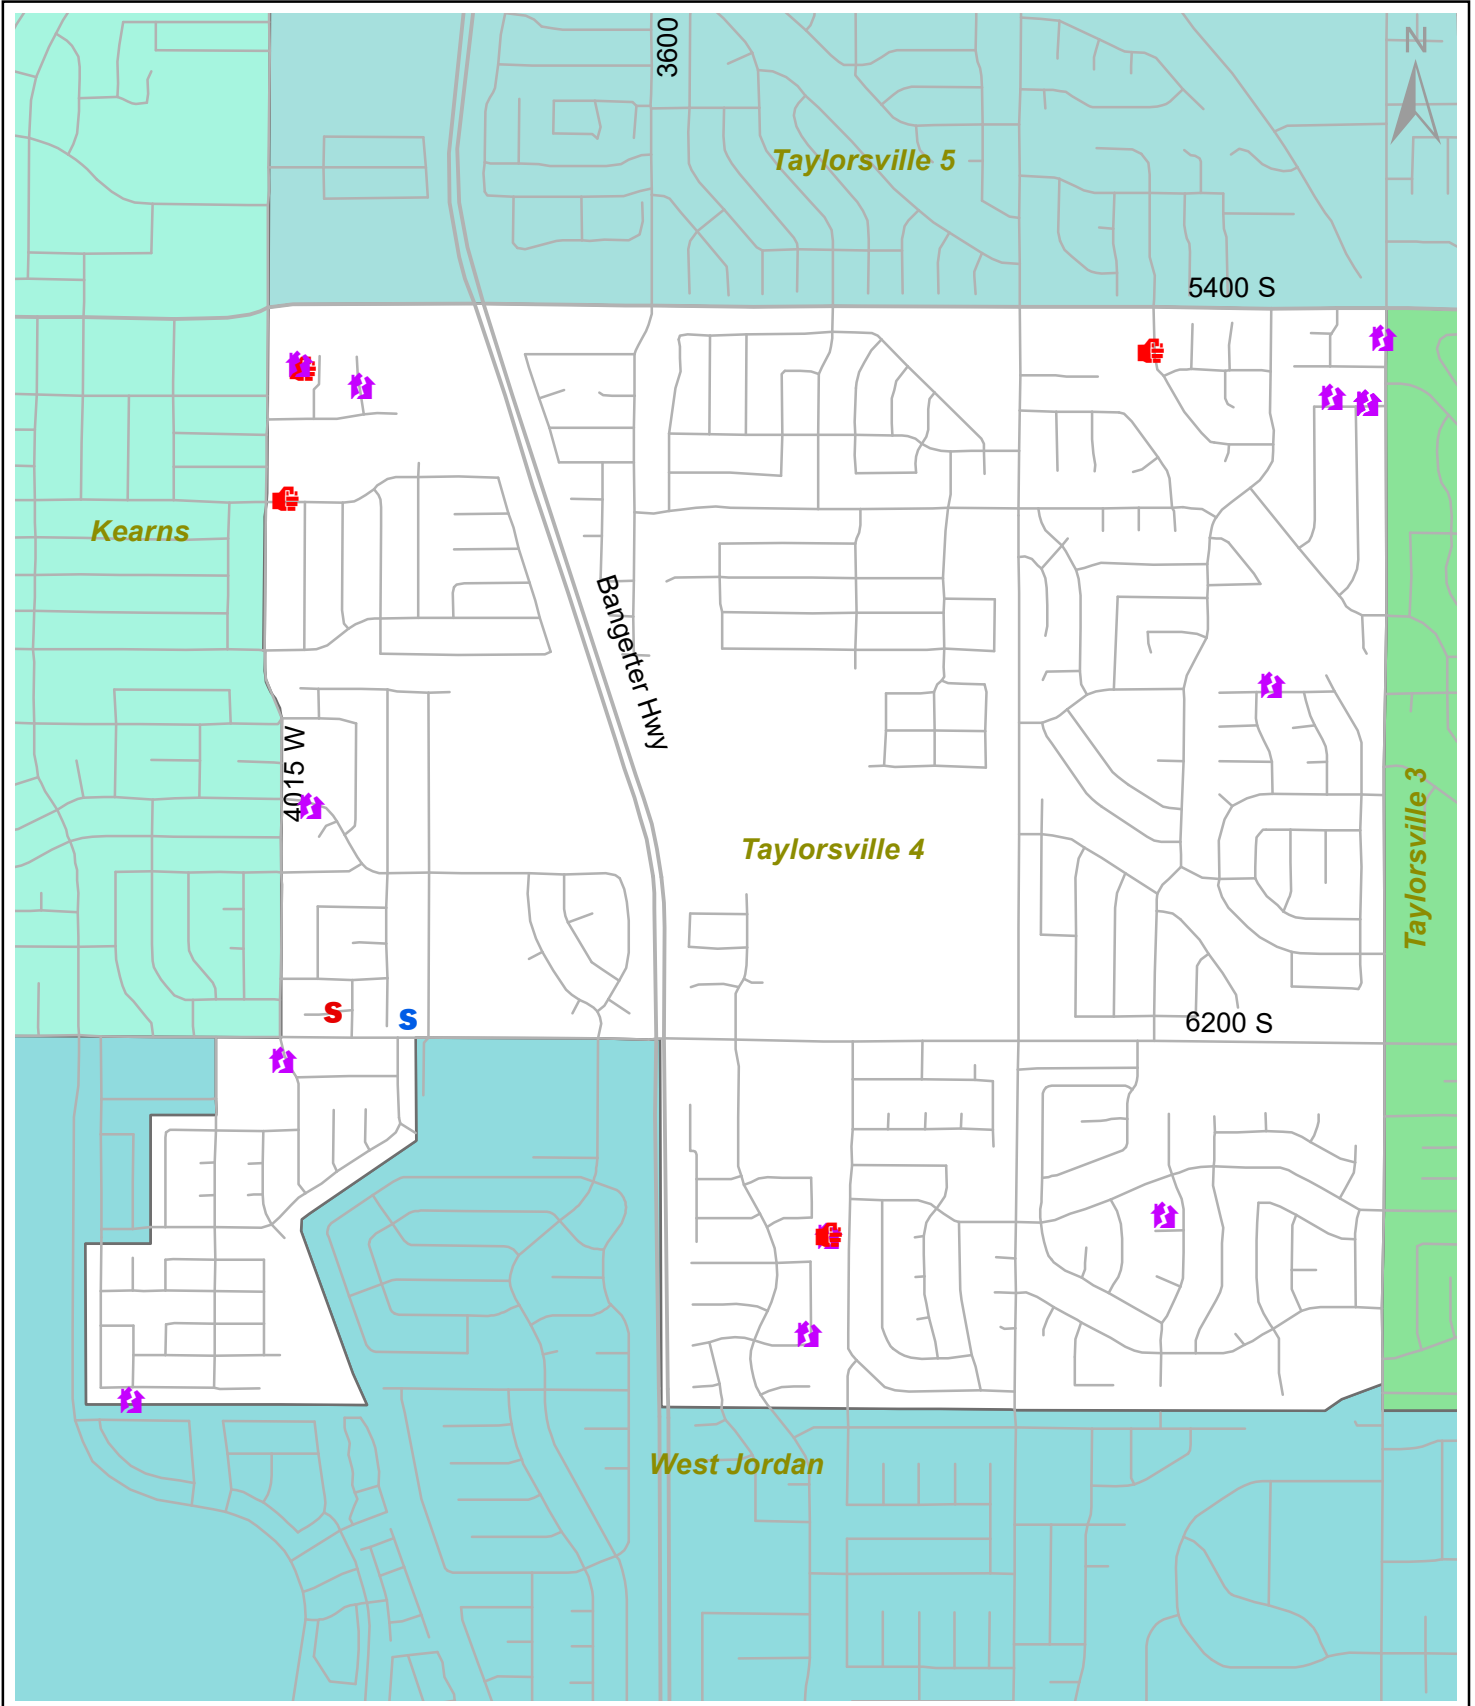 3600
N
Taylorsville 5
5400 S
Kearns
Bangerter Hwy
4015 W
Taylorsville 4
Taylorsville 3
S
S
6200 S
West Jordan